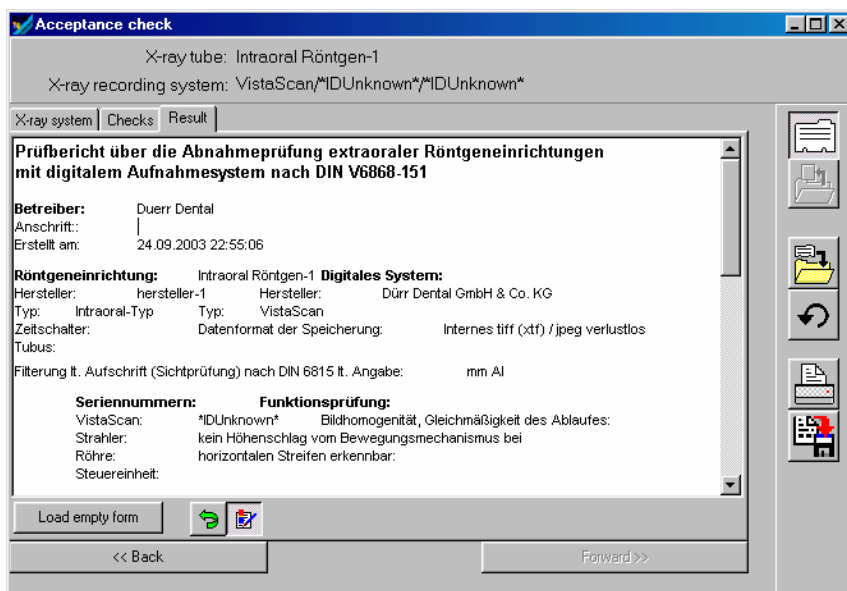 Acceptance check
X-ray tube: Intraoral Röntgen-1
X-ray recording system: VistaScan/*IDUnknown*/*IDUnknown*
X-ray system Checks Result
Prüfbericht über die Abnahmeprüfung extraoraler Röntgeneinrichtungen
mit digitalem Aufnahmesystem nach DIN V6868-151
Betreiber: Duerr Dental
Anschrift::
Erstellt am: 24.09.2003 22:55:06
Röntgeneinrichtung: Intraoral Röntgen-1 Digitales System:
Hersteller: hersteller-1 Hersteller: Dürr Dental GmbH & Co. KG
Typ: Intraoral-Typ Typ: VistaScan
Zeitschalter: Datenformat der Speicherung: Internes tiff (xtf) / jpeg verlustlos
Tubus:
Filterung lt. Aufschrift (Sichtprüfung) nach DIN 6815 lt. Angabe: mm Al
Seriennummern: Funktionsprüfung:
VistaScan: *IDUnknown* Bildhomogenität, Gleichmäßigkeit des Ablaufes:
Strahler: kein Höhenschlag vom Bewegungsmechanismus bei
Röhre: horizontalen Streifen erkennbar:
Steuereinheit:
Load empty form
<< Back Forward >>